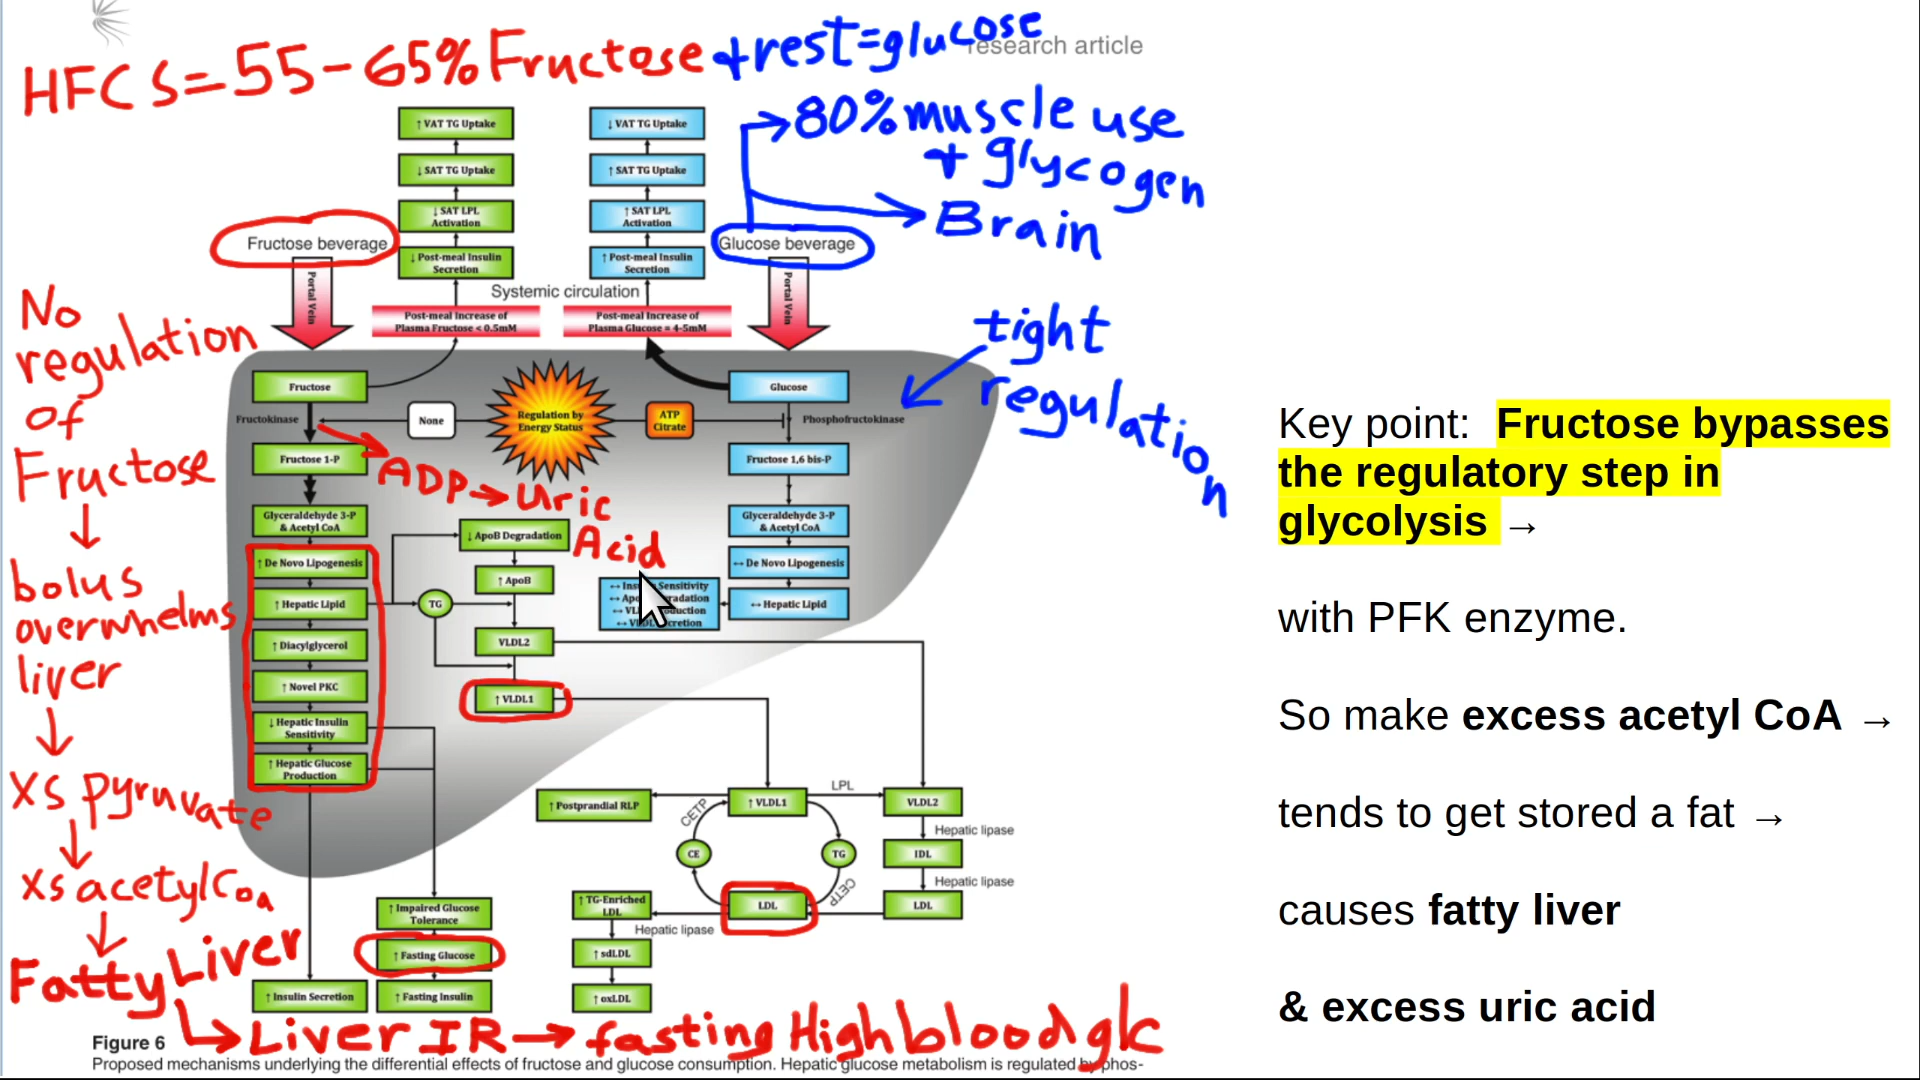 HFCS=55-65% Fructose + rest=glucose
research article
→80% muscle use
+ glycogen
→Brain
↑VAT TG Uptake
↓SAT TG Uptake
↓SAT LPL
Activation
↓Post-meal Insulin
Secretion
↓VAT TG Uptake
↑SAT TG Uptake
↑SAT LPL
Activation
↑Post-meal Insulin
Secretion
Fructose beverage
Glucose beverage
Portal Vein
Systemic circulation
Portal Vein
Post-meal Increase of
Plasma Fructose < 0.5mM
Post-meal Increase of
Plasma Glucose = 4-5mM
tight
regulation
No
regulation
of
Fructose
↓
bolus
overwhelms
liver
↓
xs pyruvate
↓
xs acetylCoA
↓
Fatty Liver
↳Liver IR→fasting High blood glc
Fructose
Fructokinase
None
Regulation by
Energy Status
ATP
Citrate
Glucose
Phosphofructokinase
Fructose 1-P
ADP→Uric
Acid
Fructose 1,6 bis-P
Glyceraldehyde 3-P
& Acetyl CoA
Glyceraldehyde 3-P
& Acetyl CoA
↑De Novo Lipogenesis
↑Hepatic Lipid
↑Diacylglycerol
↑Novel PKC
↓Hepatic Insulin
Sensitivity
↑Hepatic Glucose
Production
↓ApoB Degradation
↑ApoB
TG
VLDL2
↑VLDL1
↔De Novo Lipogenesis
↔Hepatic Lipid
Sensitivity
↑Postprandial RLP
CETP
↑VLDL1
LPL
VLDL2
Hepatic lipase
CE
TG
IDL
CETP
Hepatic lipase
↑TG-Enriched
LDL
LDL
LDL
Hepatic lipase
↑sdLDL
↑oxLDL
↑Impaired Glucose
Tolerance
↑Fasting Glucose
↑Insulin Secretion
↑Fasting Insulin
Figure 6
Proposed mechanisms underlying the differential effects of fructose and glucose consumption. Hepatic glucose metabolism is regulated by phos-
Key point: Fructose bypasses
the regulatory step in
glycolysis →
with PFK enzyme.
So make excess acetyl CoA →
tends to get stored a fat →
causes fatty liver
& excess uric acid